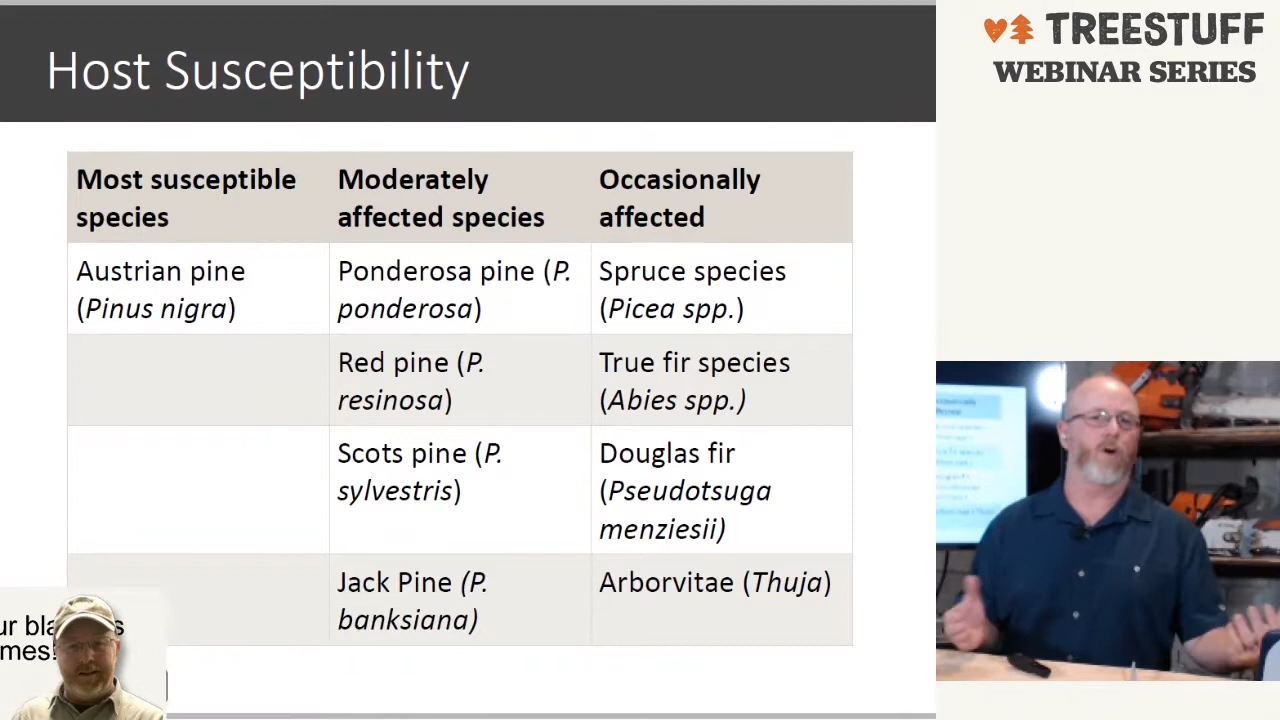 Host Susceptibility
TREESTUFF
WEBINAR SERIES
Most susceptible
species
Moderately
affected species
Occasionally
affected
Austrian pine
(Pinus nigra)
Ponderosa pine (P.
ponderosa)
Spruce species
(Picea spp.)
Red pine (P.
resinosa)
True fir species
(Abies spp.)
Scots pine (P.
sylvestris)
Douglas fir
(Pseudotsuga
menziesii)
Jack Pine (P.
banksiana)
Arborvitae (Thuja)